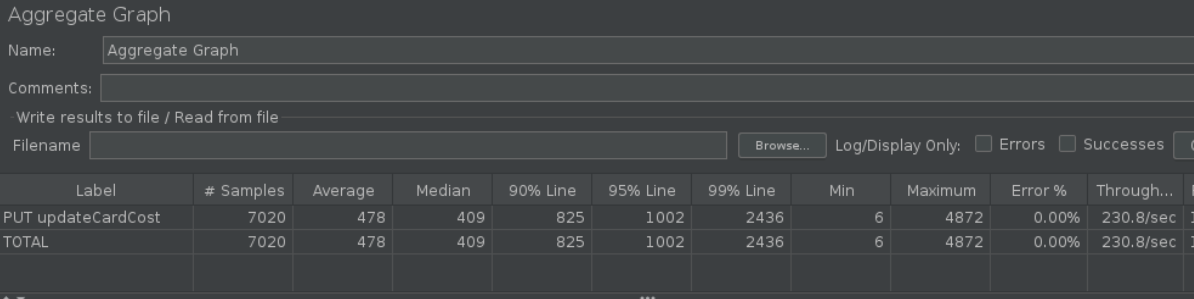 Aggregate Graph
Name: Aggregate Graph
Comments:
Write results to file / Read from file
Filename Browse... Log/Display Only: Errors Successes
Label # Samples Average Median 90% Line 95% Line 99% Line Min Maximum Error % Through...
PUT updateCardCost 7020 478 409 825 1002 2436 6 4872 0.00% 230.8/sec
TOTAL 7020 478 409 825 1002 2436 6 4872 0.00% 230.8/sec